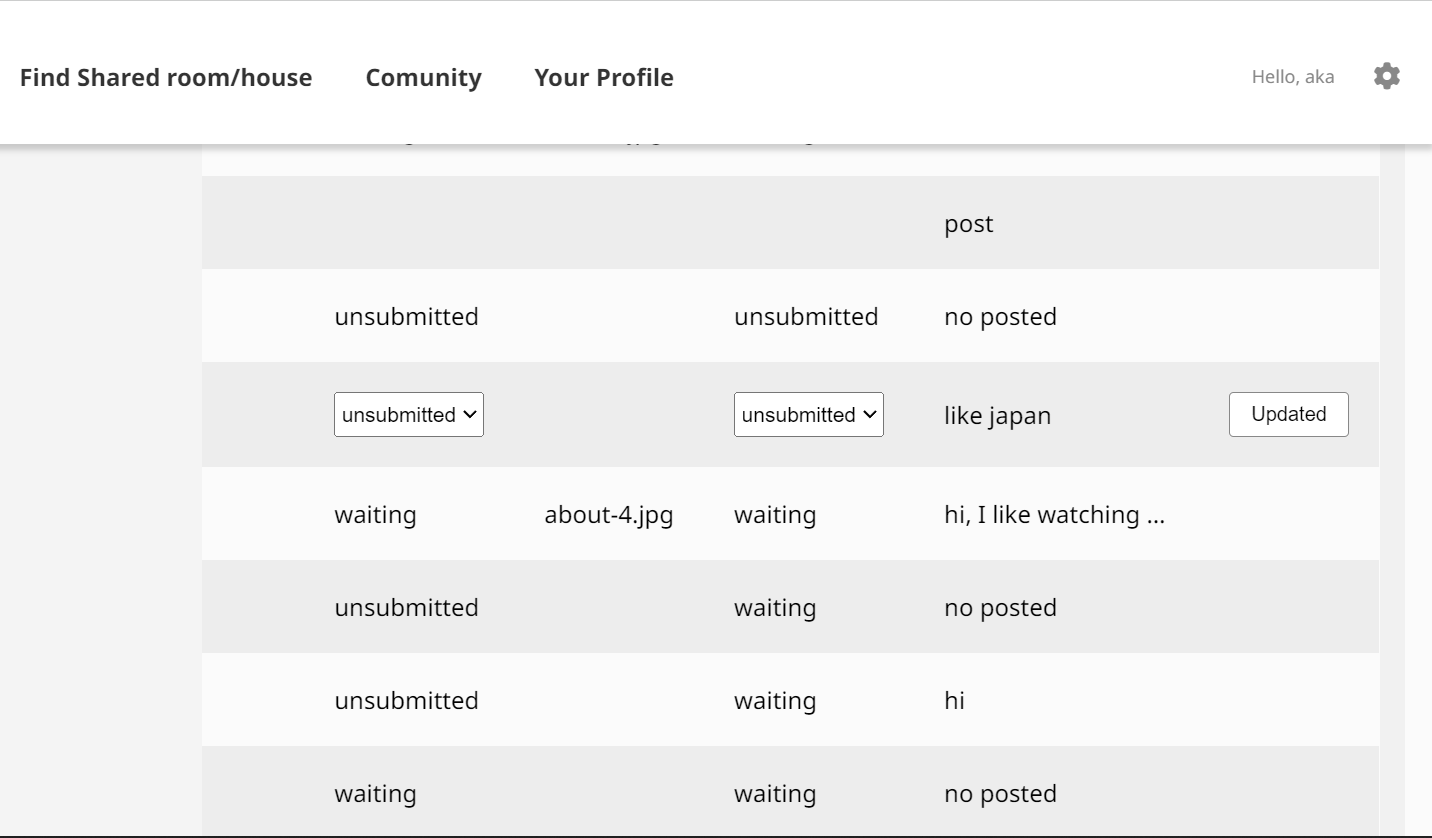 Find Shared room/house Comunity Your Profile Hello, aka
post
unsubmitted unsubmitted no posted
unsubmitted unsubmitted like japan Updated
waiting about-4.jpg waiting hi, I like watching ...
unsubmitted waiting no posted
unsubmitted waiting hi
waiting waiting no posted